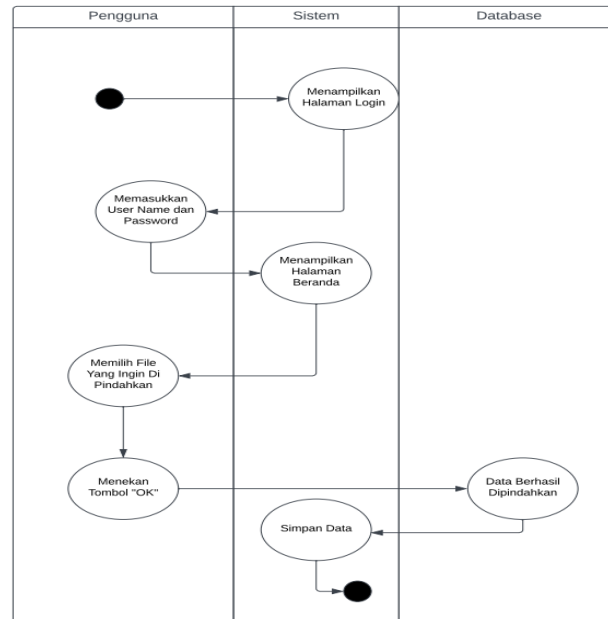 Pengguna
Sistem
Database
Menampilkan
Halaman Login
Memasukkan
User Name dan
Password
Menampilkan
Halaman
Beranda
Memilih File
Yang Ingin Di
Pindahkan
Menekan
Tombol "OK"
Data Berhasil
Dipindahkan
Simpan Data